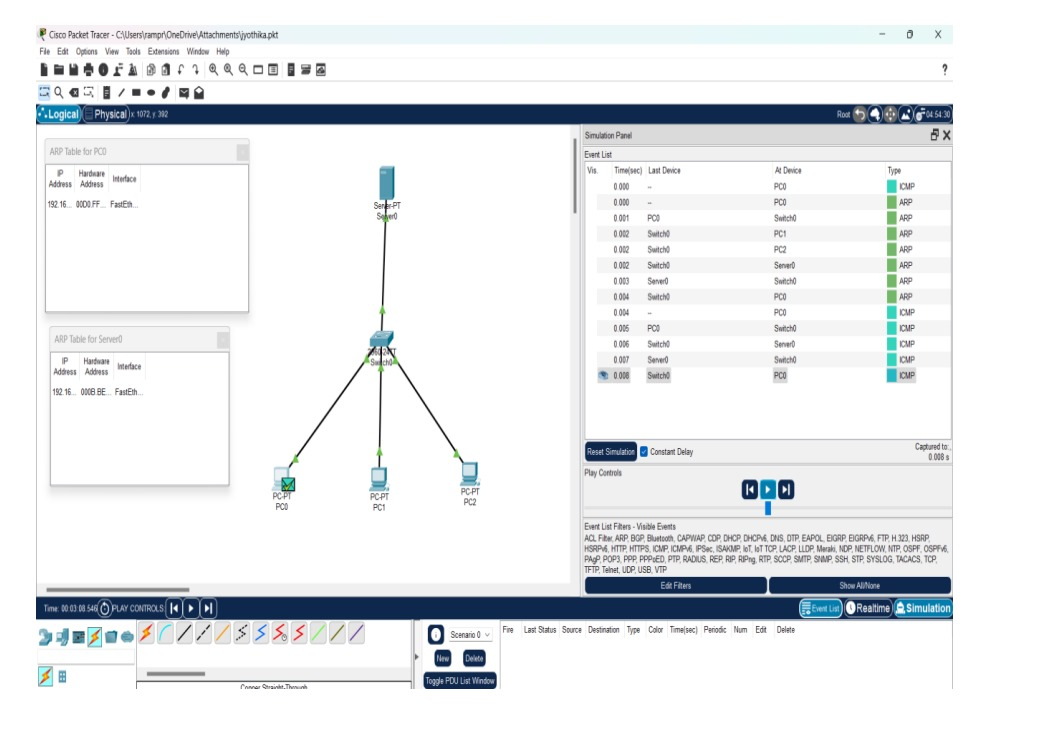 Cisco Packet Tracer - C:\Users\rampr\OneDrive\Attachments\jyothika.pkt
File Edit Options View Tools Extensions Window Help
?
Logical Physical x: 1072, y: 392 Root 04:54:30
ARP Table for PC0
IP Address Hardware Address Interface
192.16... 00D0.FF... FastEth...
ARP Table for Server0
IP Address Hardware Address Interface
192.16... 000B.BE... FastEth...
Server-PT
Server0
2960-24TT
Switch0
PC-PT
PC0
PC-PT
PC1
PC-PT
PC2
Simulation Panel
Event List
Vis. Time(sec) Last Device At Device Type
0.000 -- PC0 ICMP
0.000 -- PC0 ARP
0.001 PC0 Switch0 ARP
0.002 Switch0 PC1 ARP
0.002 Switch0 PC2 ARP
0.002 Switch0 Server0 ARP
0.003 Server0 Switch0 ARP
0.004 Switch0 PC0 ARP
0.004 -- PC0 ICMP
0.005 PC0 Switch0 ICMP
0.006 Switch0 Server0 ICMP
0.007 Server0 Switch0 ICMP
0.008 Switch0 PC0 ICMP
Reset Simulation Constant Delay Captured to:
0.008 s
Play Controls
Event List Filters - Visible Events
ACL Filter, ARP, BGP, Bluetooth, CAPWAP, CDP, DHCP, DHCPv6, DNS, DTP, EAPOL, EIGRP, EIGRPv6, FTP, H.323, HSRP,
HSRPv6, HTTP, HTTPS, ICMP, ICMPv6, IPSec, ISAKMP, IoT, IoT TCP, LACP, LLDP, Meraki, NDP, NETFLOW, NTP, OSPF, OSPFv6,
PAgP, POP3, PPP, PPPoED, PTP, RADIUS, REP, RIP, RIPng, RTP, SCCP, SMTP, SNMP, SSH, STP, SYSLOG, TACACS, TCP,
TFTP, Telnet, UDP, USB, VTP
Edit Filters Show All/None
Time: 00:03:08.546 PLAY CONTROLS: Event List Realtime Simulation
Scenario 0
New Delete
Toggle PDU List Window
Fire Last Status Source Destination Type Color Time(sec) Periodic Num Edit Delete
Copper Straight-Through